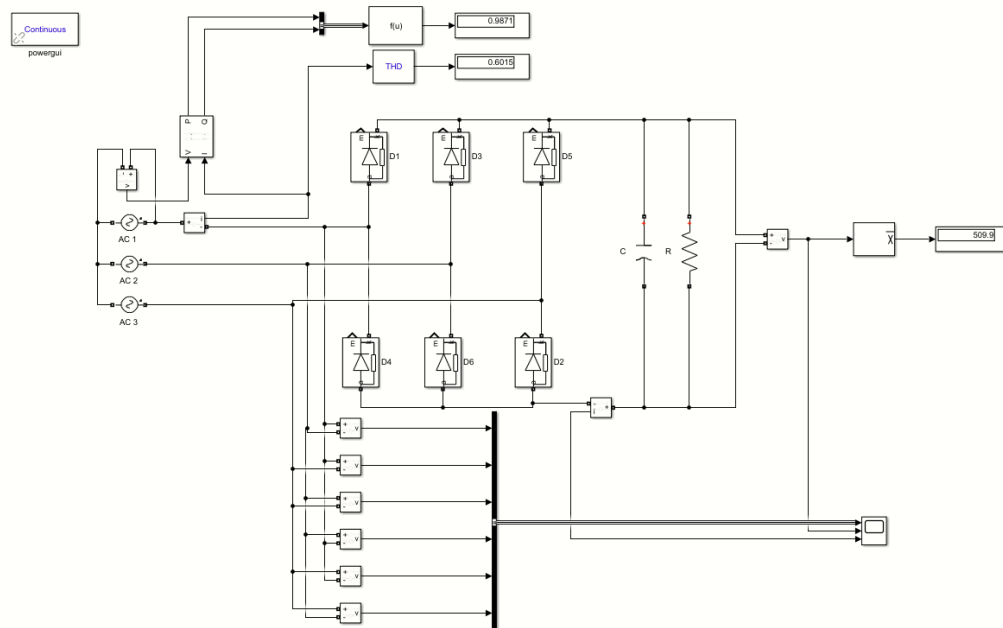 Continuous
powergui
f(u)
0.9871
THD
0.6015
P
Q
V
I
D1
D3
D5
AC 1
AC 2
AC 3
C
R
+
-
v
X
509.9
D4
D6
D2
i
+
-
v
+
-
v
+
-
v
+
-
v
+
-
v
+
-
v